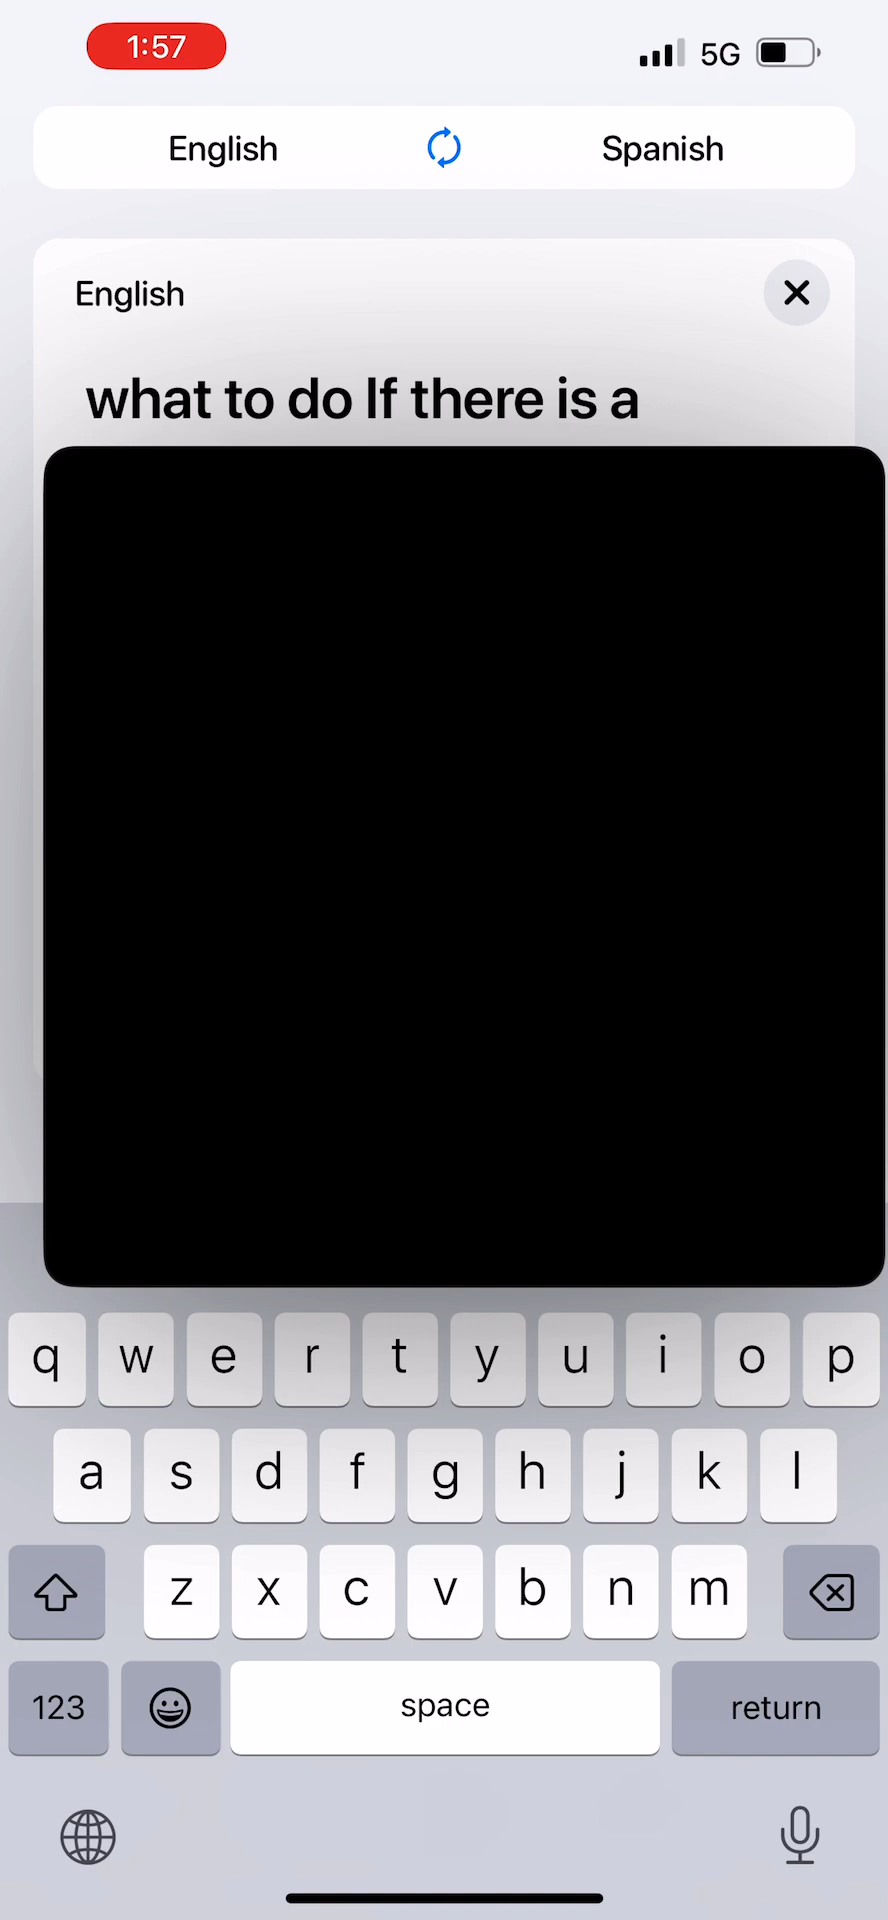 1:57
5G
English
Spanish
English
what to do If there is a
q w e r t y u i o p
a s d f g h j k l
z x c v b n m
123
space
return